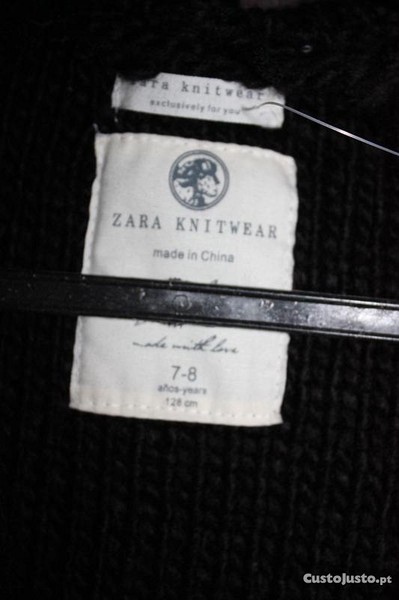 zara knitwear
exclusively for you
ZARA KNITWEAR
made in China
made with love
7-8
años-years
128 cm
CustoJusto.pt